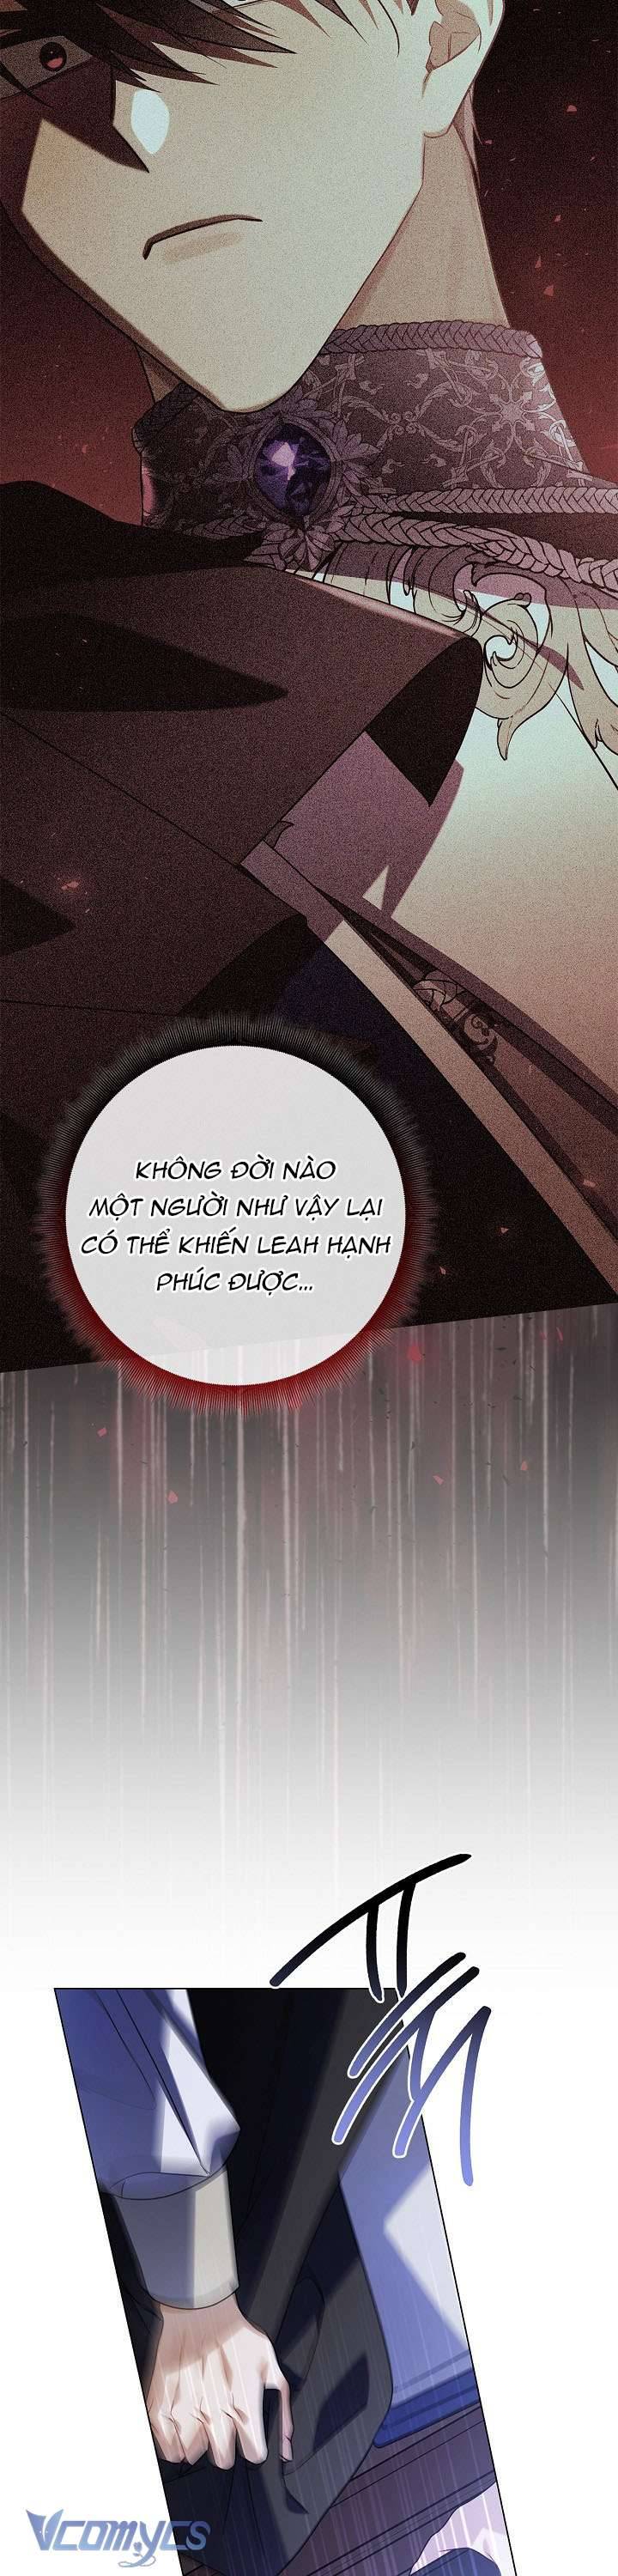 KHÔNG ĐỜI NÀO
MỘT NGƯỜI NHƯ VẬY LẠI
CÓ THỂ KHIẾN LEAH HẠNH
PHÚC ĐƯỢC...
VCOMYCS